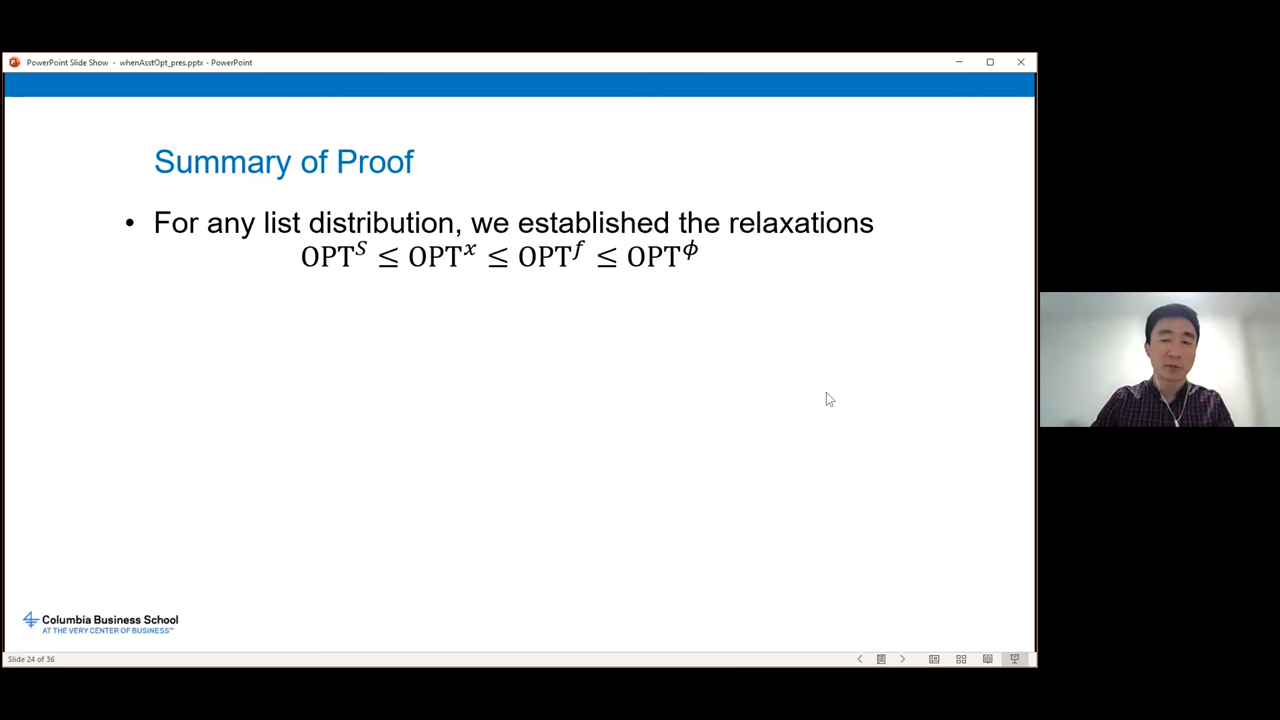 PowerPoint Slide Show - whenAsstOpt_pres.pptx - PowerPoint
Summary of Proof
• For any list distribution, we established the relaxations
OPT^S ≤ OPT^x ≤ OPT^f ≤ OPT^ϕ
Columbia Business School
AT THE VERY CENTER OF BUSINESS™
Slide 24 of 36